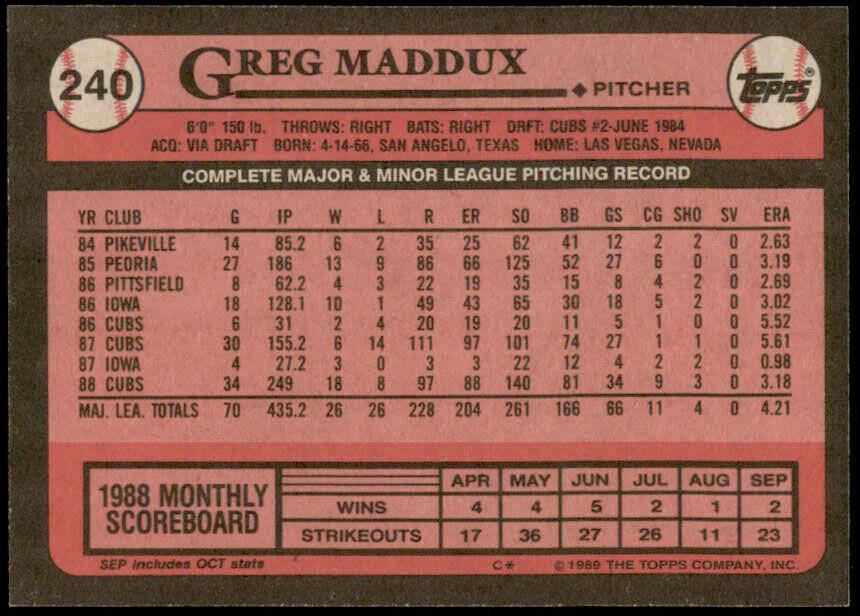 240 GREG MADDUX
◆ PITCHER
Topps®
6'0" 150 lb. THROWS: RIGHT BATS: RIGHT DRFT: CUBS #2-JUNE 1984
ACQ: VIA DRAFT BORN: 4-14-66, SAN ANGELO, TEXAS HOME: LAS VEGAS, NEVADA
COMPLETE MAJOR & MINOR LEAGUE PITCHING RECORD
YR CLUB G IP W L R ER SO BB GS CG SHO SV ERA
84 PIKEVILLE 14 85.2 6 2 35 25 62 41 12 2 2 0 2.63
85 PEORIA 27 186 13 9 86 66 125 52 27 6 0 0 3.19
86 PITTSFIELD 8 62.2 4 3 22 19 35 15 8 4 2 0 2.69
86 IOWA 18 128.1 10 1 49 43 65 30 18 5 2 0 3.02
86 CUBS 6 31 2 4 20 19 20 11 5 1 0 0 5.52
87 CUBS 30 155.2 6 14 111 97 101 74 27 1 1 0 5.61
87 IOWA 4 27.2 3 0 3 3 22 12 4 2 2 0 0.98
88 CUBS 34 249 18 8 97 88 140 81 34 9 3 0 3.18
MAJ. LEA. TOTALS 70 435.2 26 26 228 204 261 166 66 11 4 0 4.21
1988 MONTHLY SCOREBOARD
APR MAY JUN JUL AUG SEP
WINS 4 4 5 2 1 2
STRIKEOUTS 17 36 27 26 11 23
SEP includes OCT stats C* © 1989 THE TOPPS COMPANY, INC.